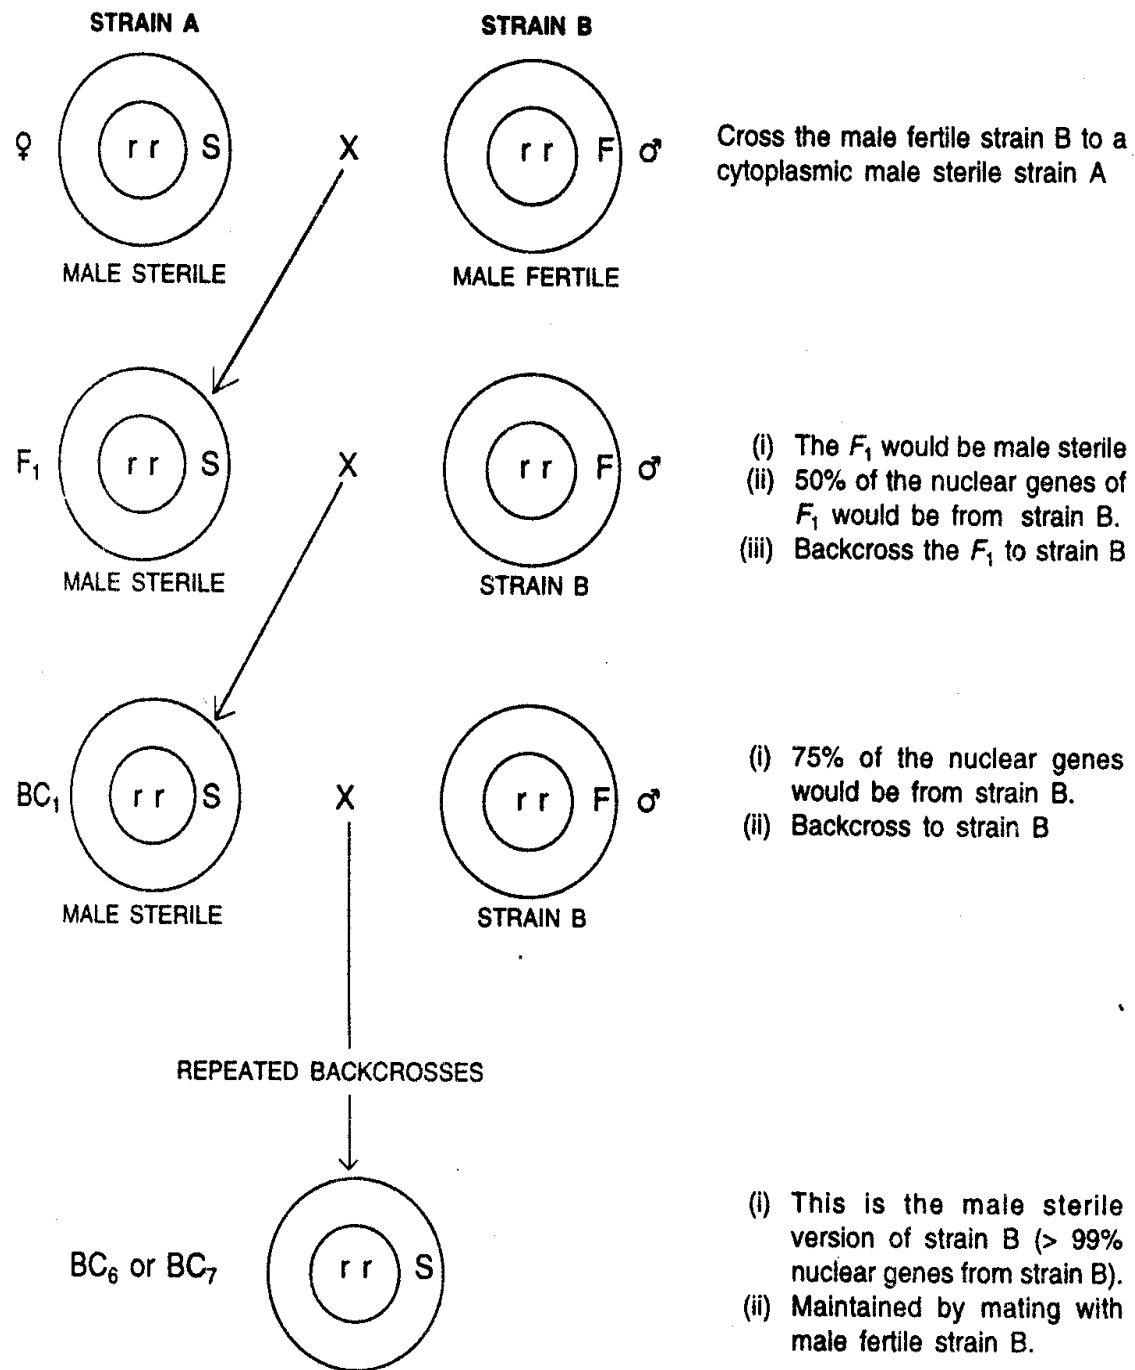 STRAIN A STRAIN B
♀ r r S X r r F ♂
Cross the male fertile strain B to a
cytoplasmic male sterile strain A
MALE STERILE MALE FERTILE
F₁ r r S X r r F ♂
(i) The F₁ would be male sterile
(ii) 50% of the nuclear genes of
F₁ would be from strain B.
(iii) Backcross the F₁ to strain B
MALE STERILE STRAIN B
BC₁ r r S X r r F ♂
(i) 75% of the nuclear genes
would be from strain B.
(ii) Backcross to strain B
MALE STERILE STRAIN B
REPEATED BACKCROSSES
BC₆ or BC₇ r r S
(i) This is the male sterile
version of strain B (> 99%
nuclear genes from strain B).
(ii) Maintained by mating with
male fertile strain B.